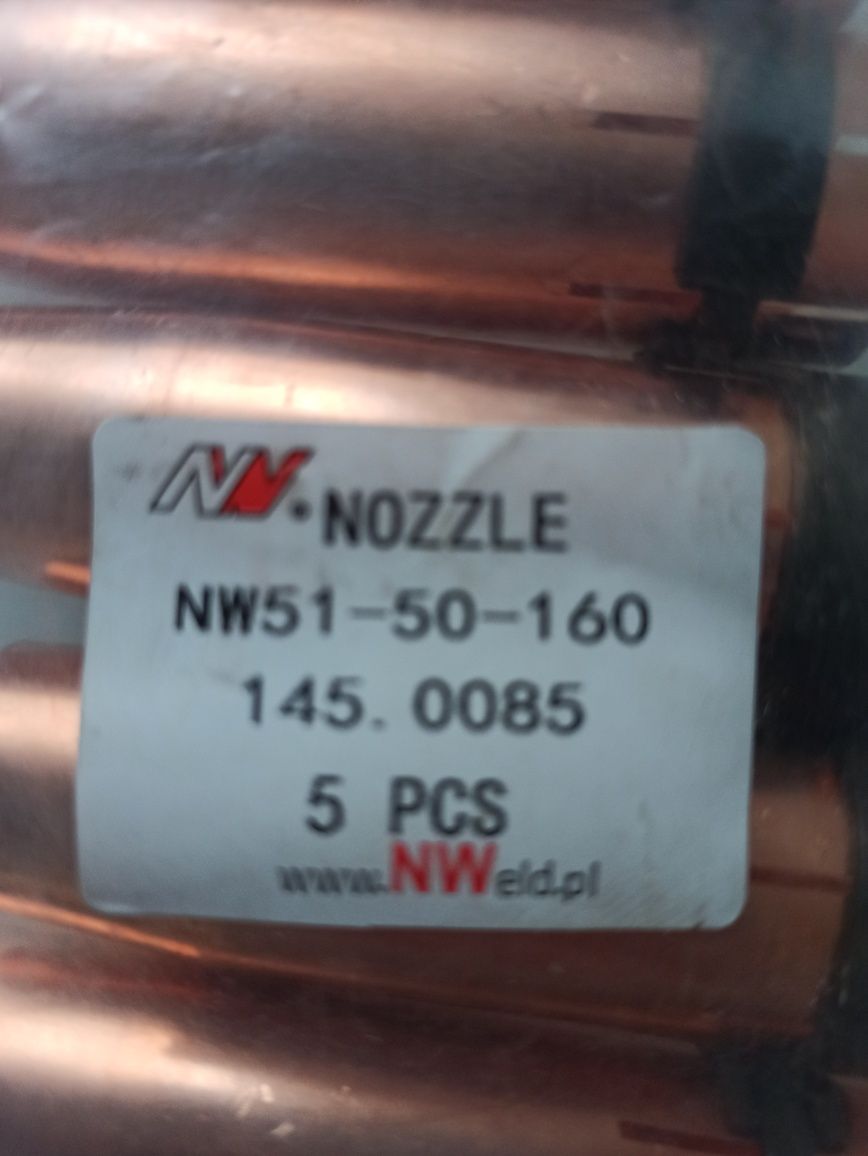 NW. NOZZLE
NW51-50-160
145.0085
5 PCS
www.NWeld.pl